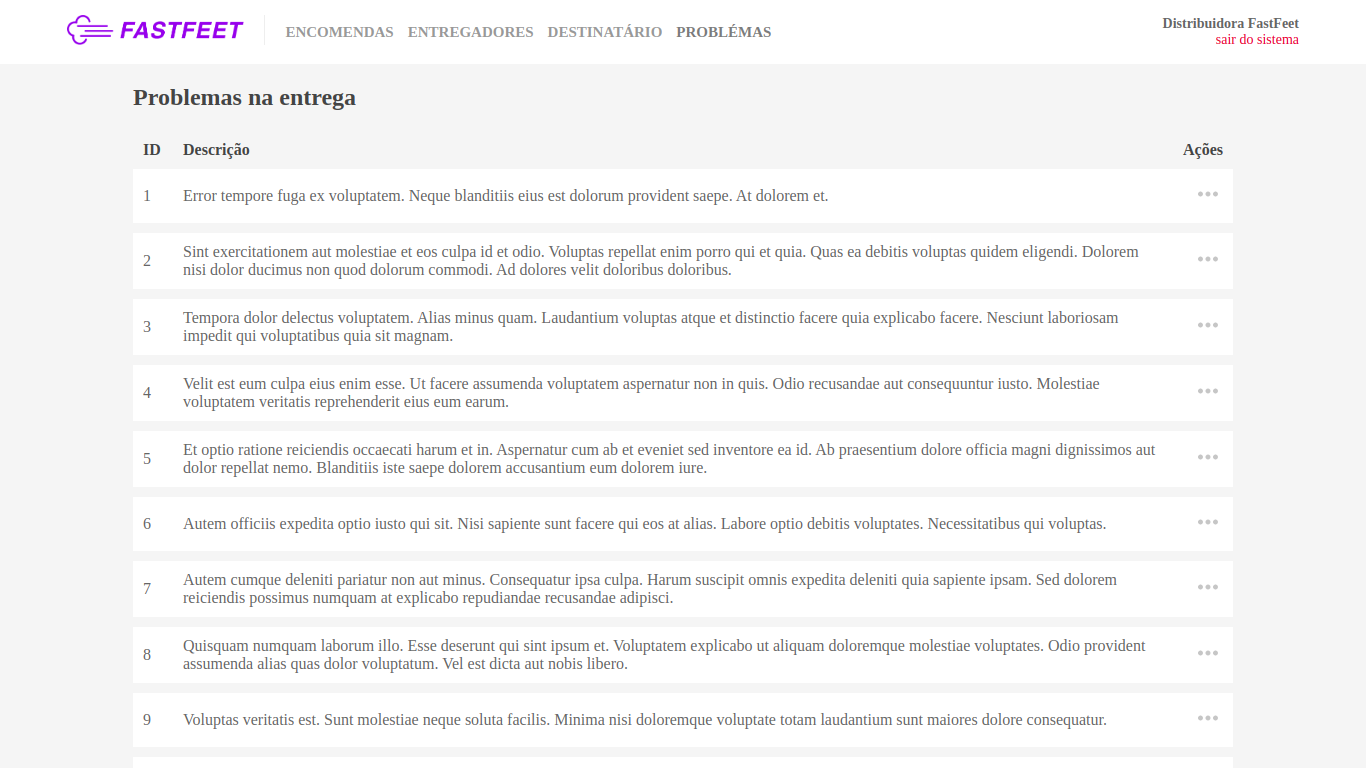 FASTFEET ENCOMENDAS ENTREGADORES DESTINATÁRIO PROBLÉMAS
Distribuidora FastFeet
sair do sistema
Problemas na entrega
ID Descrição Ações
1 Error tempore fuga ex voluptatem. Neque blanditiis eius est dolorum provident saepe. At dolorem et.
2 Sint exercitationem aut molestiae et eos culpa id et odio. Voluptas repellat enim porro qui et quia. Quas ea debitis voluptas quidem eligendi. Dolorem
nisi dolor ducimus non quod dolorum commodi. Ad dolores velit doloribus doloribus.
3 Tempora dolor delectus voluptatem. Alias minus quam. Laudantium voluptas atque et distinctio facere quia explicabo facere. Nesciunt laboriosam
impedit qui voluptatibus quia sit magnam.
4 Velit est eum culpa eius enim esse. Ut facere assumenda voluptatem aspernatur non in quis. Odio recusandae aut consequuntur iusto. Molestiae
voluptatem veritatis reprehenderit eius eum earum.
5 Et optio ratione reiciendis occaecati harum et in. Aspernatur cum ab et eveniet sed inventore ea id. Ab praesentium dolore officia magni dignissimos aut
dolor repellat nemo. Blanditiis iste saepe dolorem accusantium eum dolorem iure.
6 Autem officiis expedita optio iusto qui sit. Nisi sapiente sunt facere qui eos at alias. Labore optio debitis voluptates. Necessitatibus qui voluptas.
7 Autem cumque deleniti pariatur non aut minus. Consequatur ipsa culpa. Harum suscipit omnis expedita deleniti quia sapiente ipsam. Sed dolorem
reiciendis possimus numquam at explicabo repudiandae recusandae adipisci.
8 Quisquam numquam laborum illo. Esse deserunt qui sint ipsum et. Voluptatem explicabo ut aliquam doloremque molestiae voluptates. Odio provident
assumenda alias quas dolor voluptatum. Vel est dicta aut nobis libero.
9 Voluptas veritatis est. Sunt molestiae neque soluta facilis. Minima nisi doloremque voluptate totam laudantium sunt maiores dolore consequatur.